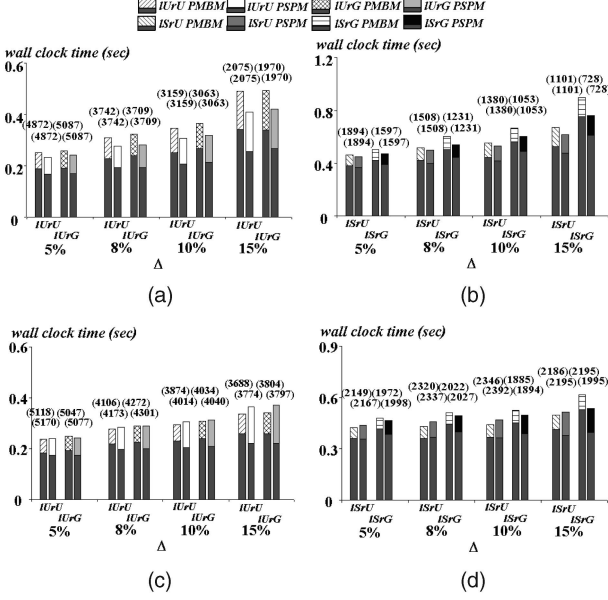 IUrU PMBM IUrU PSPM IUrG PMBM IUrG PSPM
ISrU PMBM ISrU PSPM ISrG PMBM ISrG PSPM
wall clock time (sec)
0.6
0.4
0.2
0
(4872)(5087)
(4872)(5087)
(3742)(3709)
(3742)(3709)
(3159)(3063)
(3159)(3063)
(2075)(1970)
(2075)(1970)
IUrU IUrU IUrU IUrU
IUrG IUrG IUrG IUrG
5% 8% 10% 15%
Δ
(a)
wall clock time (sec)
1.2
0.8
0.4
0
(1894)(1597)
(1894)(1597)
(1508)(1231)
(1508)(1231)
(1380)(1053)
(1380)(1053)
(1101)(728)
(1101)(728)
ISrU ISrU ISrU ISrU
ISrG ISrG ISrG ISrG
5% 8% 10% 15%
Δ
(b)
wall clock time (sec)
0.6
0.4
0.2
0
(5118)(5047)
(5170)(5077)
(4106)(4272)
(4173)(4301)
(3874)(4034)
(4014)(4040)
(3688)(3804)
(3774)(3797)
IUrU IUrU IUrU IUrU
IUrG IUrG IUrG IUrG
5% 8% 10% 15%
Δ
(c)
wall clock time (sec)
0.9
0.6
0.3
0
(2149)(1972)
(2167)(1998)
(2320)(2022)
(2337)(2027)
(2346)(1885)
(2392)(1894)
(2186)(2195)
(2195)(1995)
ISrU ISrU ISrU ISrU
ISrG ISrG ISrG ISrG
5% 8% 10% 15%
Δ
(d)